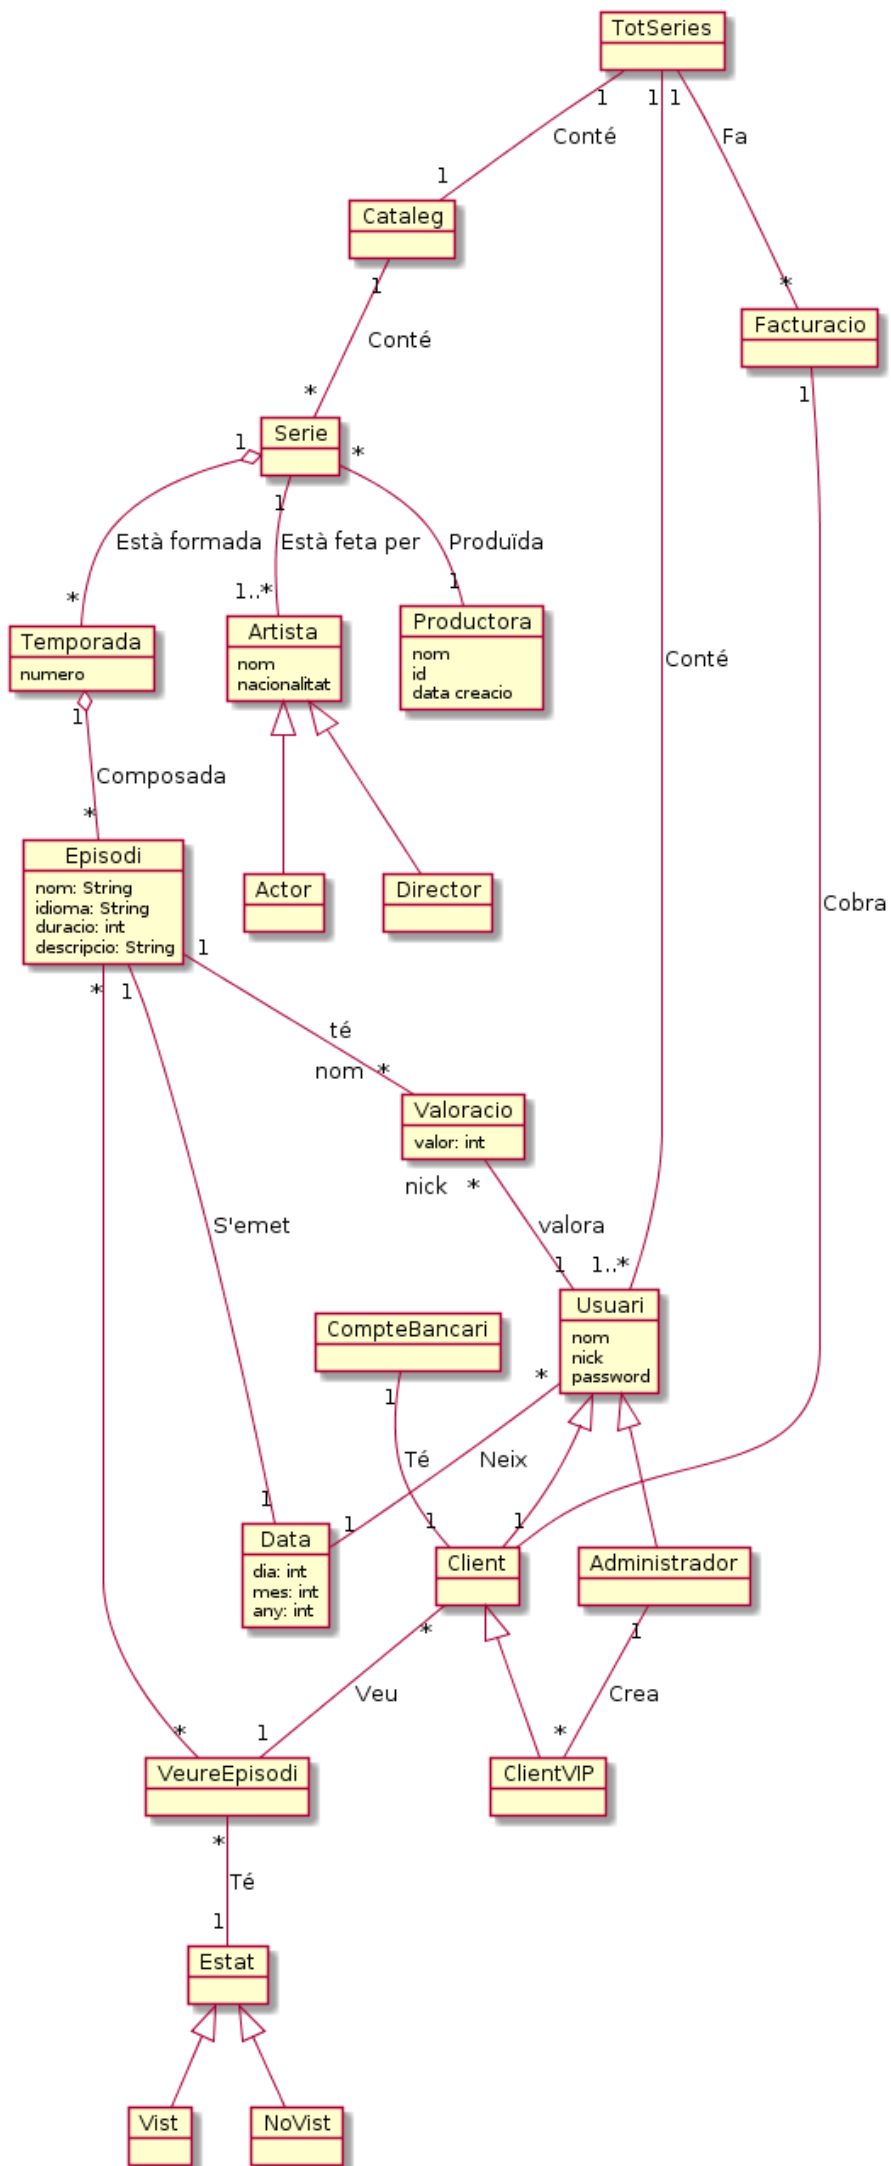 TotSeries
1
1
1
Conté
Fa
1
Cataleg
*
Facturacio
1
1
Conté
*
Serie
1
*
1
Està formada
Està feta per
Produïda
*
1..*
1
Temporada
numero
Artista
nom
nacionalitat
Productora
nom
id
data creacio
Conté
1
Composada
*
Episodi
nom: String
idioma: String
duracio: int
descripcio: String
Actor
Director
Cobra
1
*
1
té
nom
*
Valoracio
valor: int
nick
*
S'emet
valora
1
1..*
Usuari
nom
nick
password
CompteBancari
1
*
Té
Neix
1
1
1
1
Data
dia: int
mes: int
any: int
Client
Administrador
*
1
Veu
Crea
*
1
*
VeureEpisodi
ClientVIP
*
Té
1
Estat
Vist
NoVist